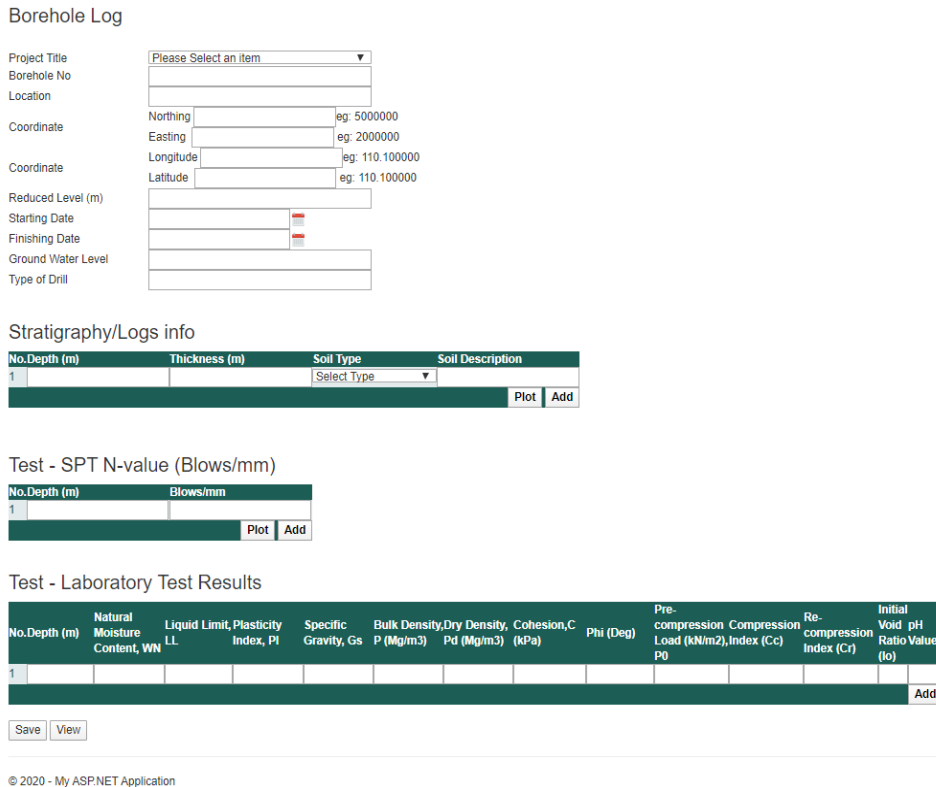 Borehole Log
Project Title Please Select an item
Borehole No
Location
Coordinate
Northing eg: 5000000
Easting eg: 2000000
Coordinate
Longitude eg: 110.100000
Latitude eg: 110.100000
Reduced Level (m)
Starting Date
Finishing Date
Ground Water Level
Type of Drill
Stratigraphy/Logs info
No. Depth (m) Thickness (m) Soil Type Soil Description
1 Select Type
Plot Add
Test - SPT N-value (Blows/mm)
No. Depth (m) Blows/mm
1
Plot Add
Test - Laboratory Test Results
No. Depth (m) Natural Moisture Content, WN Liquid Limit, LL Plasticity Index, PI Specific Gravity, Gs Bulk Density, P (Mg/m3) Dry Density, Pd (Mg/m3) Cohesion,C (kPa) Phi (Deg) Pre-compression Load (kN/m2), P0 Compression Index (Cc) Re-compression Index (Cr) Initial Void Ratio (Io) pH Value
1
Add
Save View
© 2020 - My ASP.NET Application